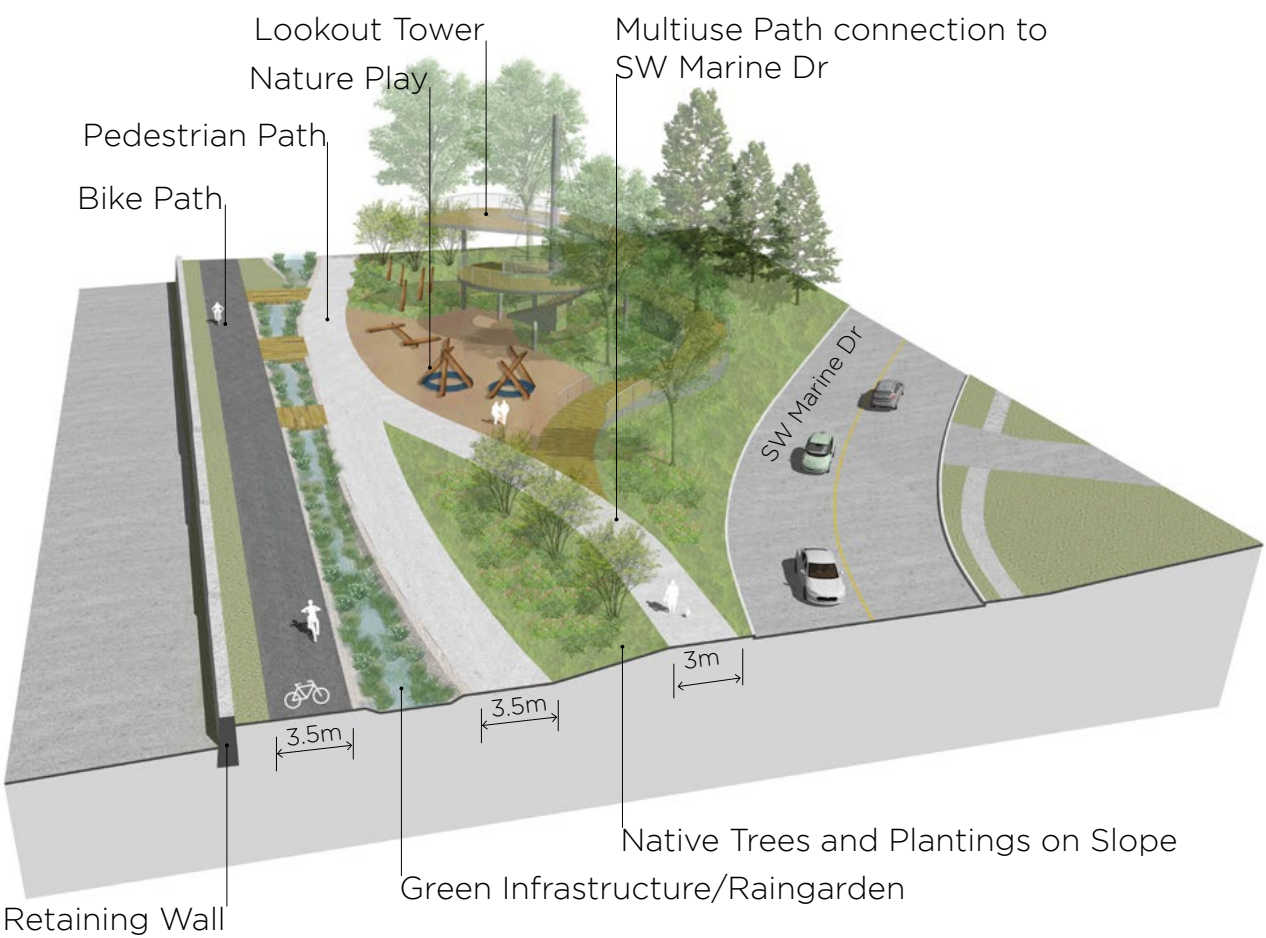 Lookout Tower
Multiuse Path connection to
SW Marine Dr
Nature Play
Pedestrian Path
Bike Path
SW Marine Dr
3m
3.5m
3.5m
Native Trees and Plantings on Slope
Green Infrastructure/Raingarden
Retaining Wall